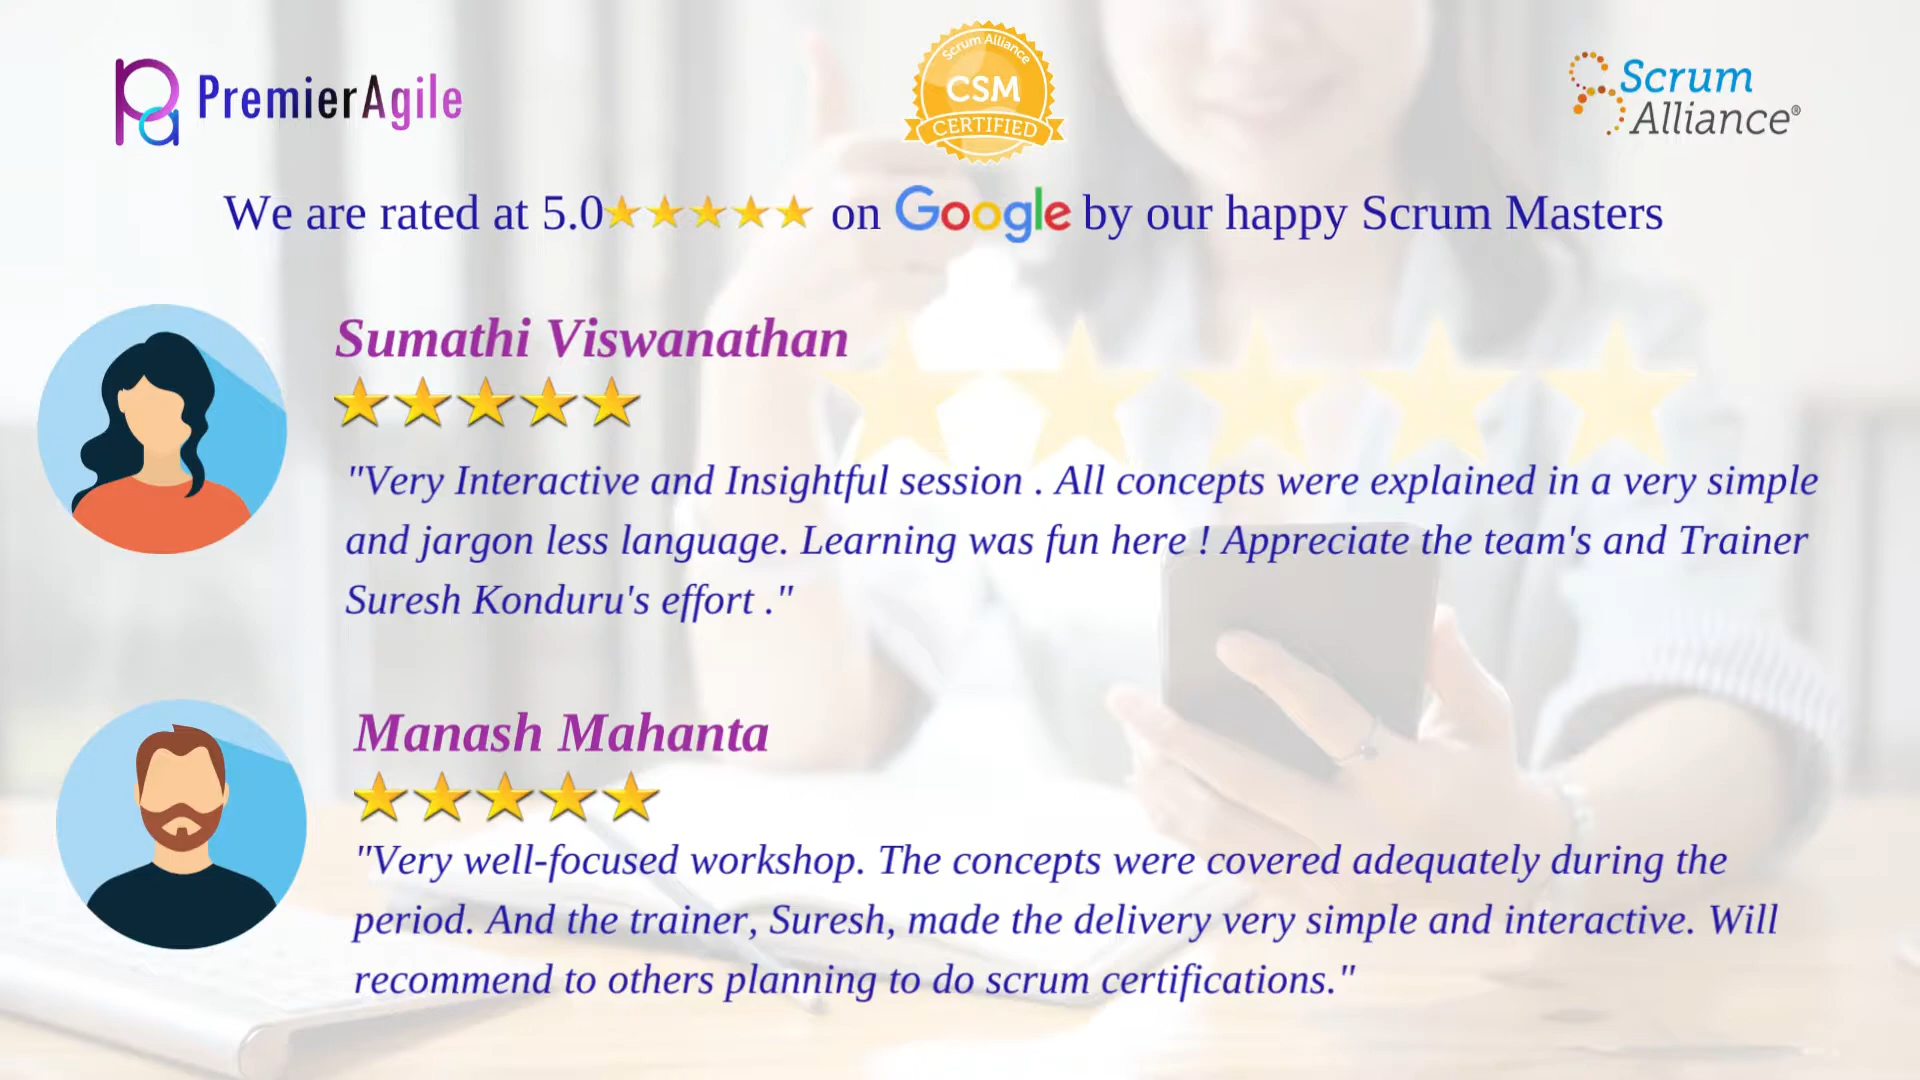 PremierAgile
Scrum Alliance
CSM
CERTIFIED
Scrum
Alliance®
We are rated at 5.0 on Google by our happy Scrum Masters
Sumathi Viswanathan
"Very Interactive and Insightful session . All concepts were explained in a very simple
and jargon less language. Learning was fun here ! Appreciate the team's and Trainer
Suresh Konduru's effort ."
Manash Mahanta
"Very well-focused workshop. The concepts were covered adequately during the
period. And the trainer, Suresh, made the delivery very simple and interactive. Will
recommend to others planning to do scrum certifications."